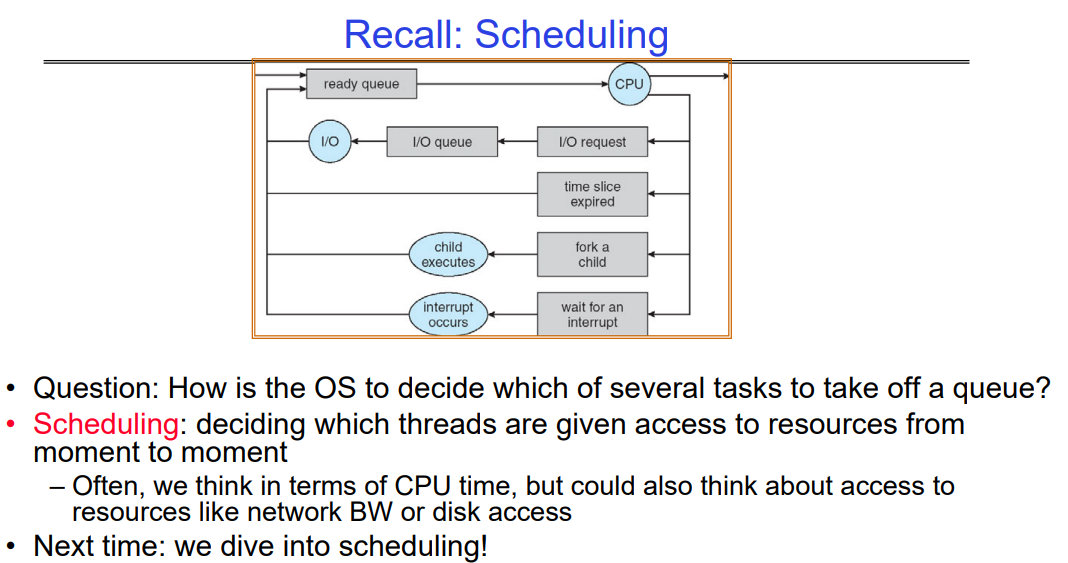 Recall: Scheduling
ready queue
CPU
I/O
I/O queue
I/O request
time slice
expired
child
executes
fork a
child
interrupt
occurs
wait for an
interrupt
• Question: How is the OS to decide which of several tasks to take off a queue?
• Scheduling: deciding which threads are given access to resources from
moment to moment
– Often, we think in terms of CPU time, but could also think about access to
resources like network BW or disk access
• Next time: we dive into scheduling!